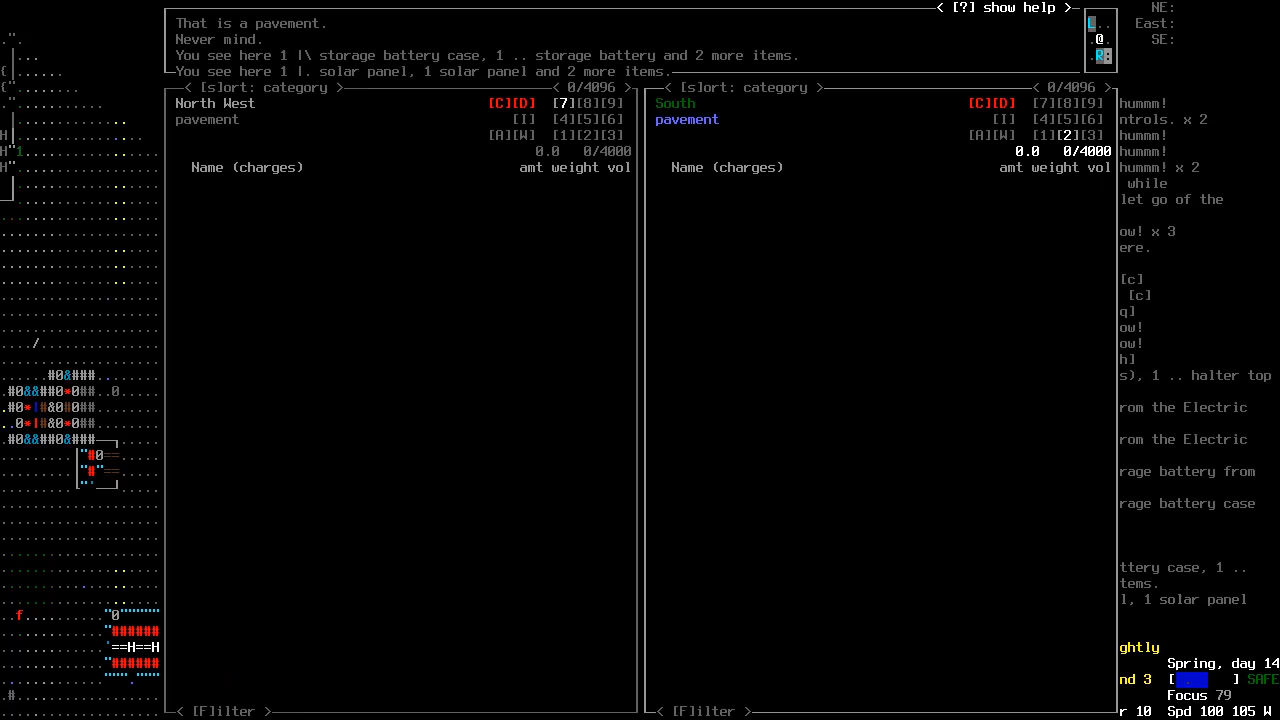 < [?] show help >
That is a pavement.
Never mind.
You see here 1 |\ storage battery case, 1 .. storage battery and 2 more items.
You see here 1 |. solar panel, 1 solar panel and 2 more items.
L..
.@.
.R:
NE:
East:
SE:
< [s]ort: category >
< 0/4096 >
North West
[C][D] [7][8][9]
pavement
[I] [4][5][6]
[A][W] [1][2][3]
0.0 0/4000
Name (charges)
amt weight vol
< [F]ilter >
< [s]ort: category >
< 0/4096 >
South
[C][D] [7][8][9]
pavement
[I] [4][5][6]
[A][W] [1][2][3]
0.0 0/4000
Name (charges)
amt weight vol
< [F]ilter >
hummm!
ntrols. x 2
hummm!
hummm!
hummm! x 2
while
let go of the
ow! x 3
ere.
[c]
[c]
q]
ow!
ow!
h]
s), 1 .. halter top
rom the Electric
rom the Electric
rage battery from
rage battery case
ttery case, 1 ..
tems.
l, 1 solar panel
ghtly
Spring, day 14
nd 3 [ ] SAFE
Focus 79
r 10 Spd 100 105 W